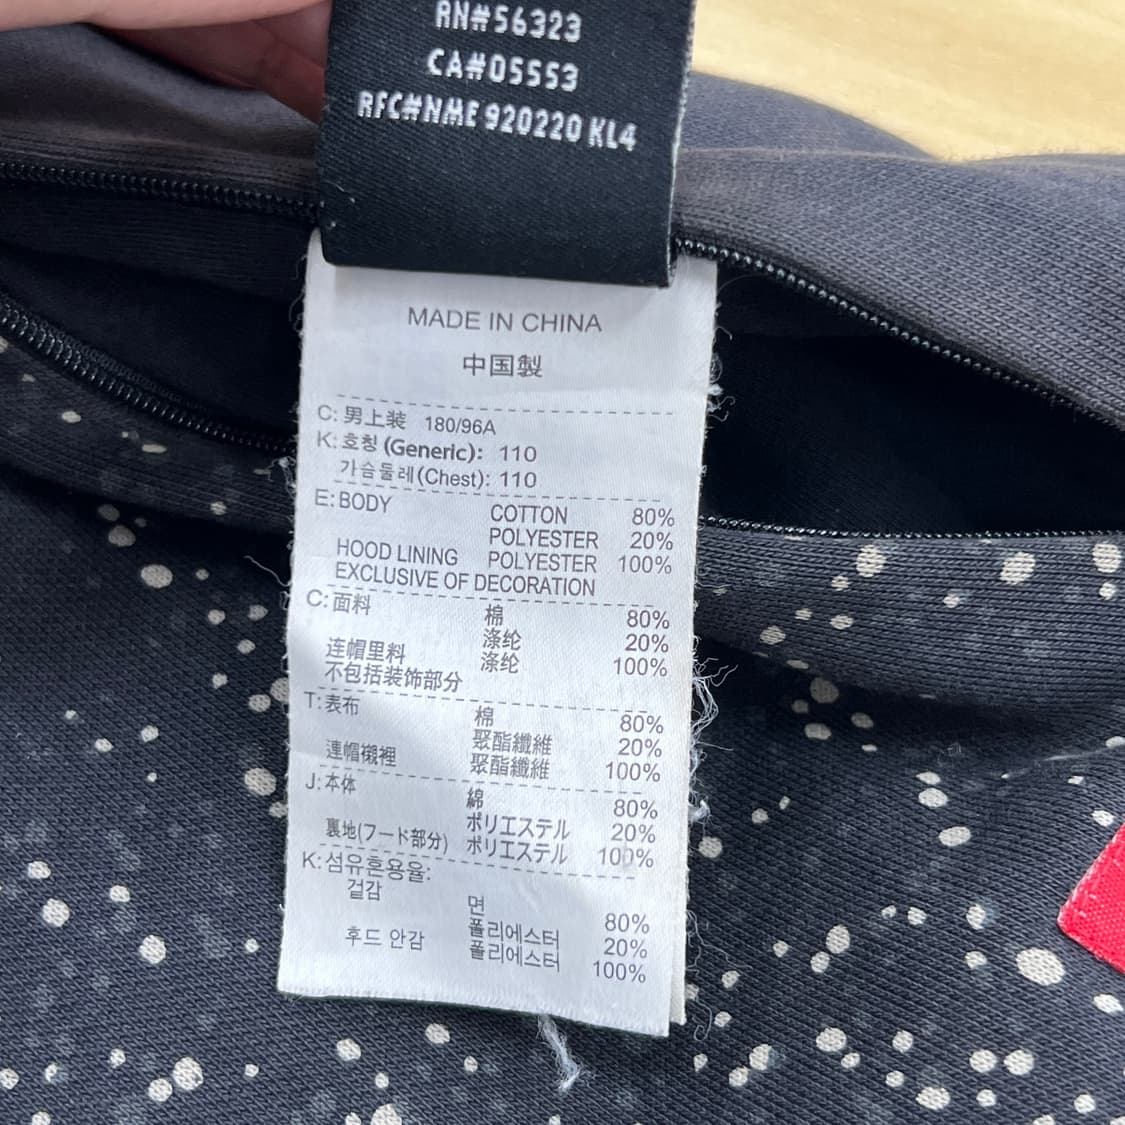 RN#56323
CA#05553
RFC#NME 920220 KL4
MADE IN CHINA
中国製
C: 男上装 180/96A
K: 호칭 (Generic): 110
가슴둘레(Chest): 110
E: BODY COTTON 80%
POLYESTER 20%
HOOD LINING POLYESTER 100%
EXCLUSIVE OF DECORATION
C: 面料 棉 80%
涤纶 20%
连帽里料 涤纶 100%
不包括装饰部分
T: 表布 棉 80%
聚酯纖維 20%
連帽襯裡 聚酯纖維 100%
J: 本体 綿 80%
ポリエステル 20%
裏地(フード部分) ポリエステル 100%
K: 섬유혼용율:
겉감 면 80%
폴리에스터 20%
후드 안감 폴리에스터 100%